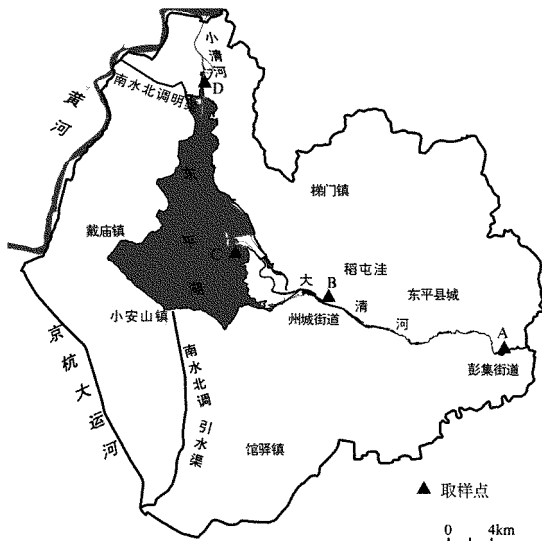 小清河
D
南水北调明渠
黄河
东平湖
梯门镇
戴庙镇
C
稻屯洼
大清河
B
东平县城
小安山镇
州城街道
A
彭集街道
京杭大运河
南水北调 引水渠
馆驿镇
▲ 取样点
0 4km